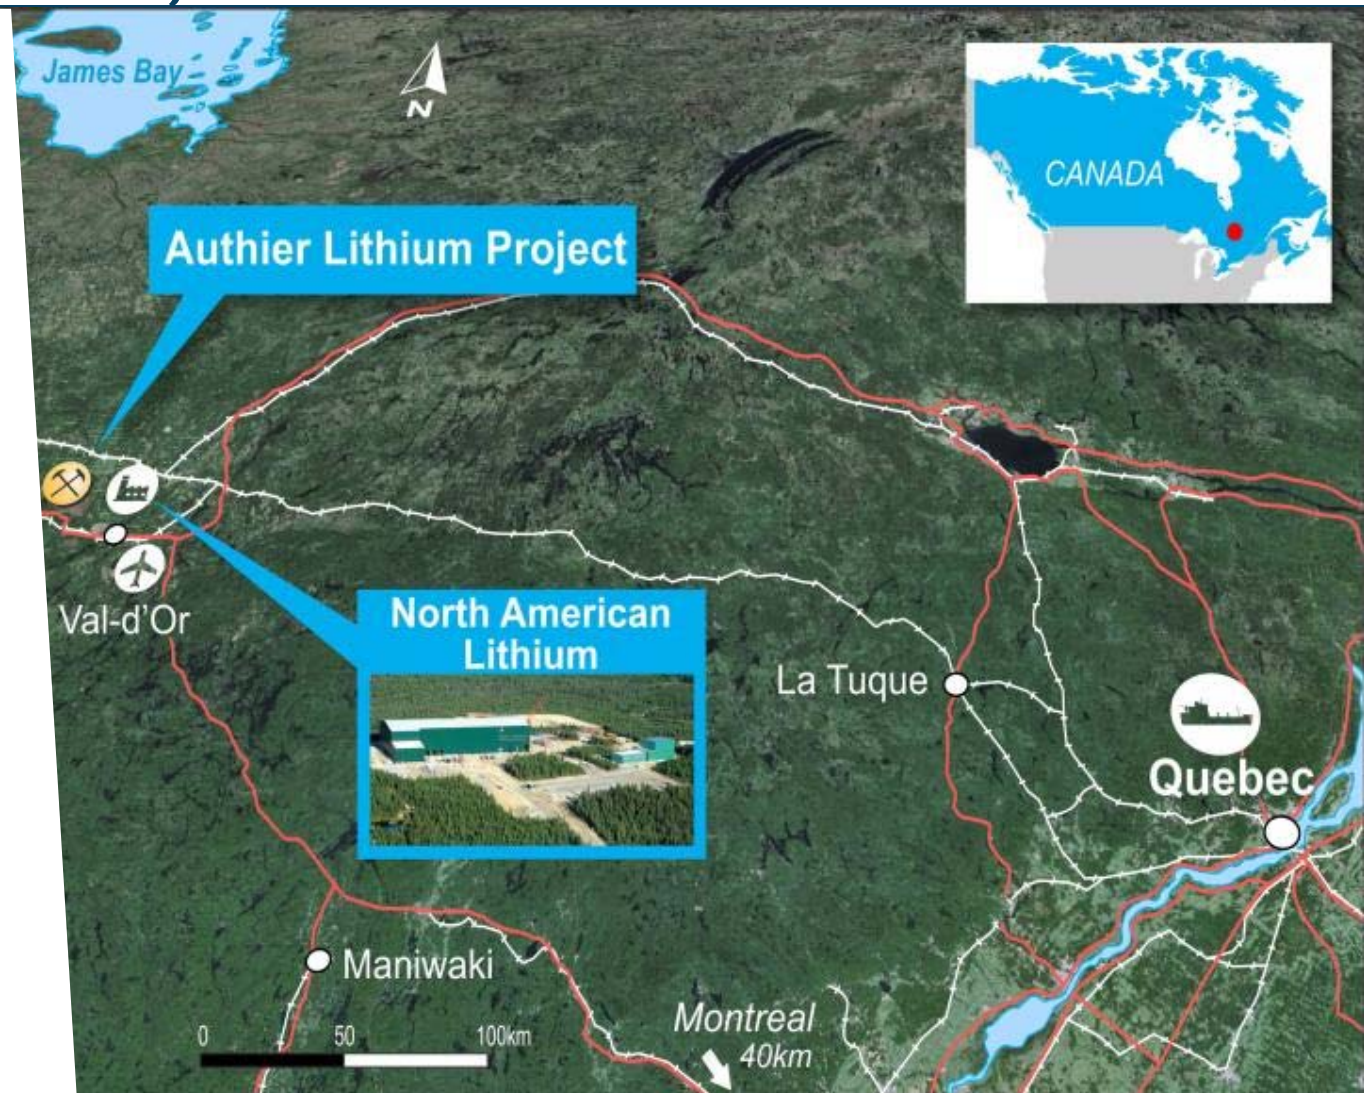 James Bay
N
CANADA
Authier Lithium Project
Val-d'Or
North American
Lithium
La Tuque
Quebec
Maniwaki
0 50 100km
Montreal
40km